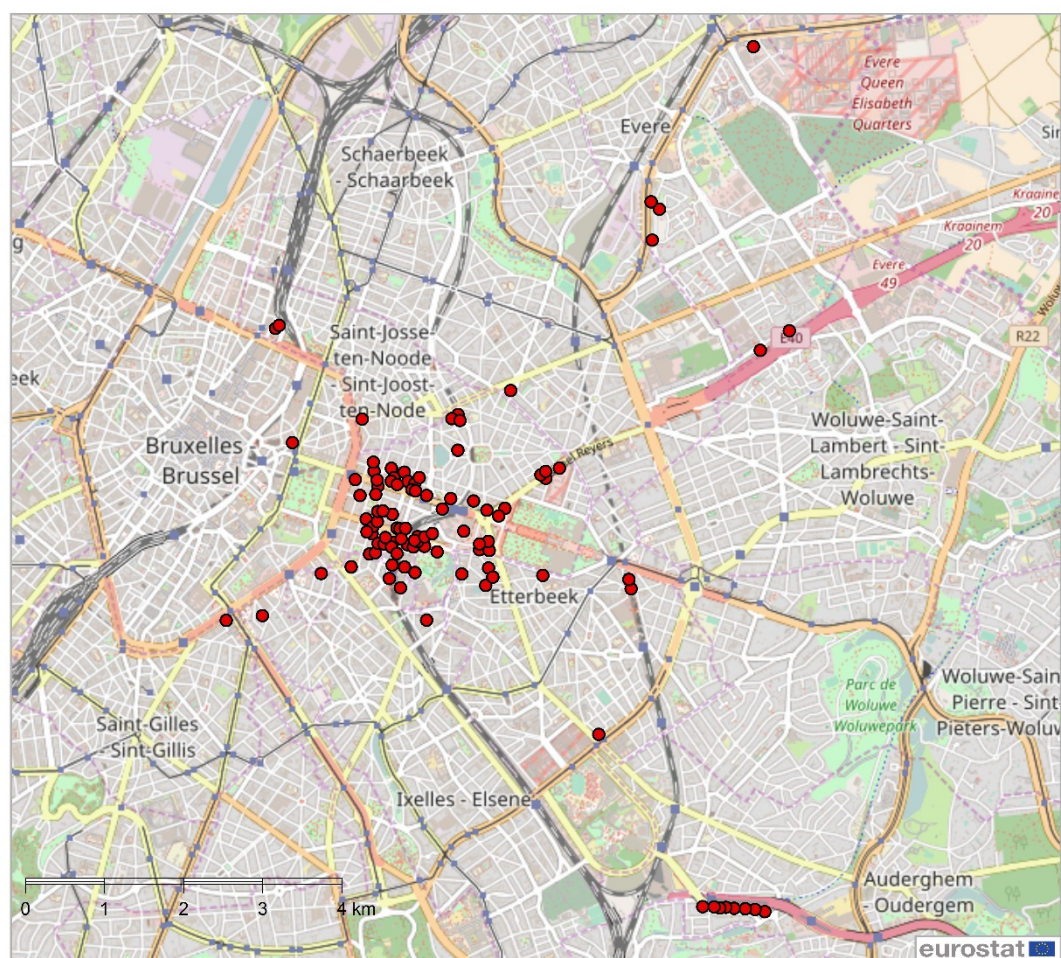 Evere
Queen
Elisabeth
Quarters
Evere
Schaerbeek
- Schaarbeek
Kraainem
20
Kraainem
20
Evere
49
E40
R22
Saint-Josse-
ten-Noode
- Sint-Joost-
ten-Node
Bruxelles
Brussel
Reyers
Woluwe-Saint-
Lambert - Sint-
Lambrechts-
Woluwe
Etterbeek
Parc de
Woluwe
Woluwepark
Woluwe-Sain
Pierre - Sint
Pieters-Woluw
Saint-Gilles
- Sint-Gillis
Ixelles - Elsene
Auderghem
- Oudergem
0 1 2 3 4 km
eurostat